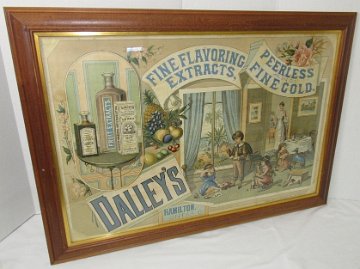 FINE FLAVORING
EXTRACTS,
PEERLESS
FINE GOLD.
DALLEY'S
HAMILTON.